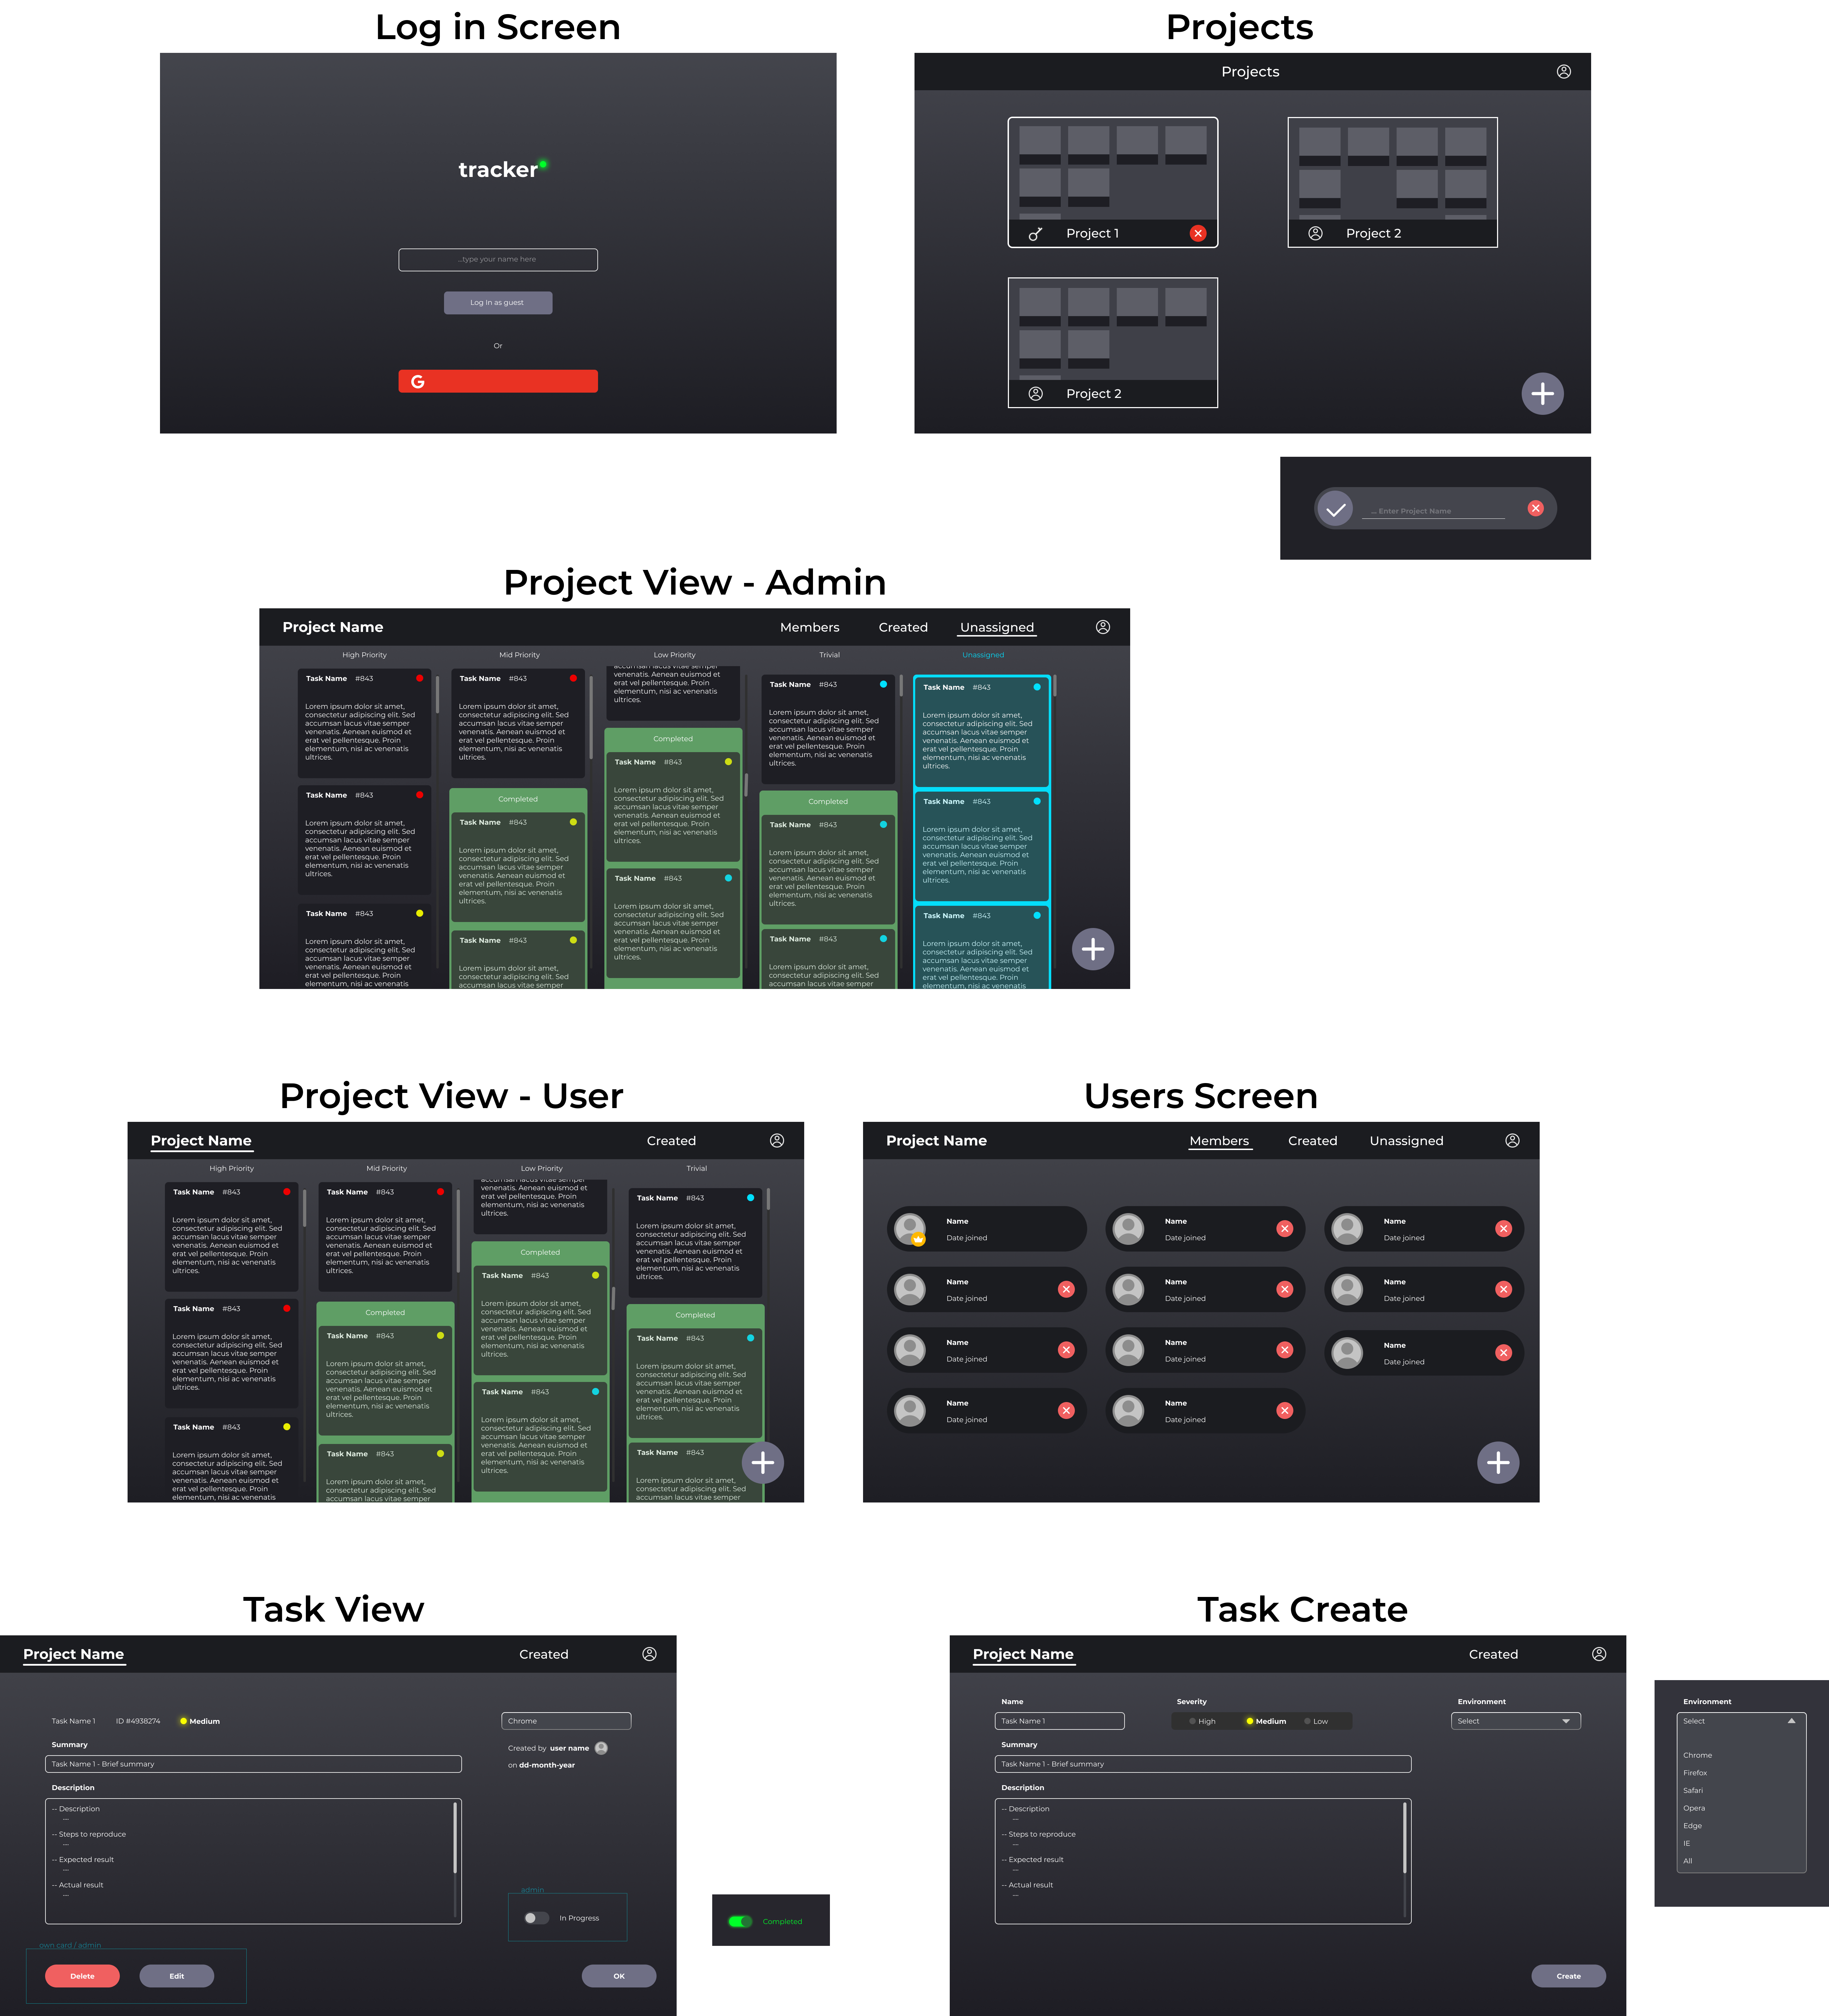 Log in Screen
tracker
...type your name here
Log In as guest
Or
Projects
Projects
Project 1
Project 2
Project 2
... Enter Project Name
Project View - Admin
Project Name
Members
Created
Unassigned
High Priority
Task Name #843
Lorem ipsum dolor sit amet,
consectetur adipiscing elit. Sed
accumsan lacus vitae semper
venenatis. Aenean euismod et
erat vel pellentesque. Proin
elementum, nisi ac venenatis
ultrices.
Task Name #843
Lorem ipsum dolor sit amet,
consectetur adipiscing elit. Sed
accumsan lacus vitae semper
venenatis. Aenean euismod et
erat vel pellentesque. Proin
elementum, nisi ac venenatis
ultrices.
Task Name #843
Lorem ipsum dolor sit amet,
consectetur adipiscing elit. Sed
accumsan lacus vitae semper
venenatis. Aenean euismod et
erat vel pellentesque. Proin
elementum, nisi ac venenatis
Mid Priority
Task Name #843
Lorem ipsum dolor sit amet,
consectetur adipiscing elit. Sed
accumsan lacus vitae semper
venenatis. Aenean euismod et
erat vel pellentesque. Proin
elementum, nisi ac venenatis
ultrices.
Completed
Task Name #843
Lorem ipsum dolor sit amet,
consectetur adipiscing elit. Sed
accumsan lacus vitae semper
venenatis. Aenean euismod et
erat vel pellentesque. Proin
elementum, nisi ac venenatis
ultrices.
Task Name #843
Lorem ipsum dolor sit amet,
consectetur adipiscing elit. Sed
accumsan lacus vitae semper
Low Priority
accumsan lacus vitae semper
venenatis. Aenean euismod et
erat vel pellentesque. Proin
elementum, nisi ac venenatis
ultrices.
Completed
Task Name #843
Lorem ipsum dolor sit amet,
consectetur adipiscing elit. Sed
accumsan lacus vitae semper
venenatis. Aenean euismod et
erat vel pellentesque. Proin
elementum, nisi ac venenatis
ultrices.
Task Name #843
Lorem ipsum dolor sit amet,
consectetur adipiscing elit. Sed
accumsan lacus vitae semper
venenatis. Aenean euismod et
erat vel pellentesque. Proin
elementum, nisi ac venenatis
ultrices.
Trivial
Task Name #843
Lorem ipsum dolor sit amet,
consectetur adipiscing elit. Sed
accumsan lacus vitae semper
venenatis. Aenean euismod et
erat vel pellentesque. Proin
elementum, nisi ac venenatis
ultrices.
Completed
Task Name #843
Lorem ipsum dolor sit amet,
consectetur adipiscing elit. Sed
accumsan lacus vitae semper
venenatis. Aenean euismod et
erat vel pellentesque. Proin
elementum, nisi ac venenatis
ultrices.
Task Name #843
Lorem ipsum dolor sit amet,
consectetur adipiscing elit. Sed
accumsan lacus vitae semper
Unassigned
Task Name #843
Lorem ipsum dolor sit amet,
consectetur adipiscing elit. Sed
accumsan lacus vitae semper
venenatis. Aenean euismod et
erat vel pellentesque. Proin
elementum, nisi ac venenatis
ultrices.
Task Name #843
Lorem ipsum dolor sit amet,
consectetur adipiscing elit. Sed
accumsan lacus vitae semper
venenatis. Aenean euismod et
erat vel pellentesque. Proin
elementum, nisi ac venenatis
ultrices.
Task Name #843
Lorem ipsum dolor sit amet,
consectetur adipiscing elit. Sed
accumsan lacus vitae semper
venenatis. Aenean euismod et
erat vel pellentesque. Proin
elementum, nisi ac venenatis
Project View - User
Project Name
Created
High Priority
Task Name #843
Lorem ipsum dolor sit amet,
consectetur adipiscing elit. Sed
accumsan lacus vitae semper
venenatis. Aenean euismod et
erat vel pellentesque. Proin
elementum, nisi ac venenatis
ultrices.
Task Name #843
Lorem ipsum dolor sit amet,
consectetur adipiscing elit. Sed
accumsan lacus vitae semper
venenatis. Aenean euismod et
erat vel pellentesque. Proin
elementum, nisi ac venenatis
ultrices.
Task Name #843
Lorem ipsum dolor sit amet,
consectetur adipiscing elit. Sed
accumsan lacus vitae semper
venenatis. Aenean euismod et
erat vel pellentesque. Proin
elementum, nisi ac venenatis
Mid Priority
Task Name #843
Lorem ipsum dolor sit amet,
consectetur adipiscing elit. Sed
accumsan lacus vitae semper
venenatis. Aenean euismod et
erat vel pellentesque. Proin
elementum, nisi ac venenatis
ultrices.
Completed
Task Name #843
Lorem ipsum dolor sit amet,
consectetur adipiscing elit. Sed
accumsan lacus vitae semper
venenatis. Aenean euismod et
erat vel pellentesque. Proin
elementum, nisi ac venenatis
ultrices.
Task Name #843
Lorem ipsum dolor sit amet,
consectetur adipiscing elit. Sed
accumsan lacus vitae semper
Low Priority
accumsan lacus vitae semper
venenatis. Aenean euismod et
erat vel pellentesque. Proin
elementum, nisi ac venenatis
ultrices.
Completed
Task Name #843
Lorem ipsum dolor sit amet,
consectetur adipiscing elit. Sed
accumsan lacus vitae semper
venenatis. Aenean euismod et
erat vel pellentesque. Proin
elementum, nisi ac venenatis
ultrices.
Task Name #843
Lorem ipsum dolor sit amet,
consectetur adipiscing elit. Sed
accumsan lacus vitae semper
venenatis. Aenean euismod et
erat vel pellentesque. Proin
elementum, nisi ac venenatis
ultrices.
Trivial
Task Name #843
Lorem ipsum dolor sit amet,
consectetur adipiscing elit. Sed
accumsan lacus vitae semper
venenatis. Aenean euismod et
erat vel pellentesque. Proin
elementum, nisi ac venenatis
ultrices.
Completed
Task Name #843
Lorem ipsum dolor sit amet,
consectetur adipiscing elit. Sed
accumsan lacus vitae semper
venenatis. Aenean euismod et
erat vel pellentesque. Proin
elementum, nisi ac venenatis
ultrices.
Task Name #843
Lorem ipsum dolor sit amet,
consectetur adipiscing elit. Sed
accumsan lacus vitae semper
Users Screen
Project Name
Members
Created
Unassigned
Name
Date joined
Name
Date joined
Name
Date joined
Name
Date joined
Name
Date joined
Name
Date joined
Name
Date joined
Name
Date joined
Name
Date joined
Name
Date joined
Name
Date joined
Task View
Project Name
Created
Task Name 1 ID #4938274 Medium
Chrome
Created by user name
on dd-month-year
Summary
Task Name 1 - Brief summary
Description
-- Description
---
-- Steps to reproduce
---
-- Expected result
---
-- Actual result
---
admin
In Progress
own card / admin
Delete
Edit
OK
Completed
Task Create
Project Name
Created
Name
Task Name 1
Severity
High
Medium
Low
Environment
Select
Summary
Task Name 1 - Brief summary
Description
-- Description
---
-- Steps to reproduce
---
-- Expected result
---
-- Actual result
---
Create
Environment
Select
Chrome
Firefox
Safari
Opera
Edge
IE
All